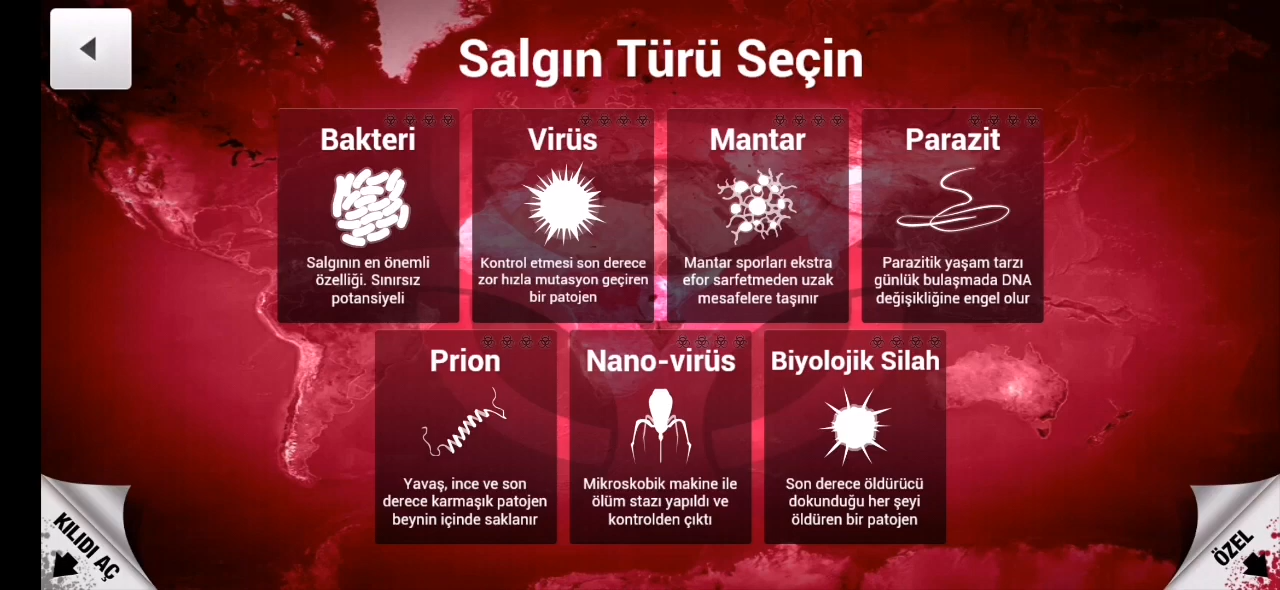 Salgın Türü Seçin
Bakteri
Salgının en önemli
özelliği. Sınırsız
potansiyeli
Virüs
Kontrol etmesi son derece
zor hızla mutasyon geçiren
bir patojen
Mantar
Mantar sporları ekstra
efor sarfetmeden uzak
mesafelere taşınır
Parazit
Parazitik yaşam tarzı
günlük bulaşmada DNA
değişikliğine engel olur
Prion
Yavaş, ince ve son
derece karmaşık patojen
beynin içinde saklanır
Nano-virüs
Mikroskobik makine ile
ölüm stazı yapıldı ve
kontrolden çıktı
Biyolojik Silah
Son derece öldürücü
dokunduğu her şeyi
öldüren bir patojen
KILIDI AÇ
ÖZEL